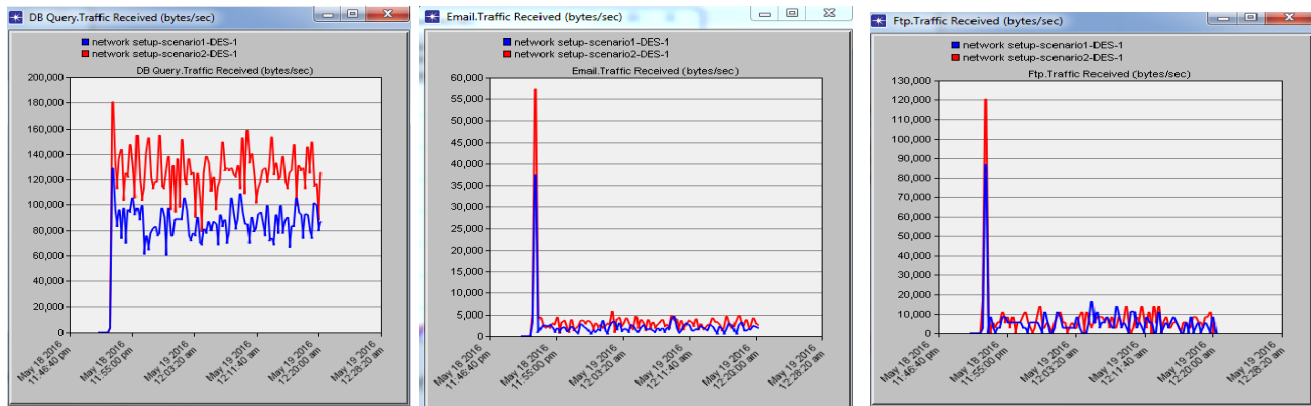 DB Query.Traffic Received (bytes/sec)
network setup-scenario1-DES-1
network setup-scenario2-DES-1
DB Query.Traffic Received (bytes/sec)
200,000
180,000
160,000
140,000
120,000
100,000
80,000
60,000
40,000
20,000
0
May 18 2016
11:46:40 pm
May 18 2016
11:55:00 pm
May 19 2016
12:03:20 am
May 19 2016
12:11:40 am
May 19 2016
12:20:00 am
May 19 2016
12:28:20 am
Email.Traffic Received (bytes/sec)
network setup-scenario1-DES-1
network setup-scenario2-DES-1
Email.Traffic Received (bytes/sec)
60,000
55,000
50,000
45,000
40,000
35,000
30,000
25,000
20,000
15,000
10,000
5,000
0
May 18 2016
11:46:40 pm
May 18 2016
11:55:00 pm
May 19 2016
12:03:20 am
May 19 2016
12:11:40 am
May 19 2016
12:20:00 am
May 19 2016
12:28:20 am
Ftp.Traffic Received (bytes/sec)
network setup-scenario1-DES-1
network setup-scenario2-DES-1
Ftp.Traffic Received (bytes/sec)
130,000
120,000
110,000
100,000
90,000
80,000
70,000
60,000
50,000
40,000
30,000
20,000
10,000
0
May 18 2016
11:46:40 pm
May 18 2016
11:55:00 pm
May 19 2016
12:03:20 am
May 19 2016
12:11:40 am
May 19 2016
12:20:00 am
May 19 2016
12:28:20 am